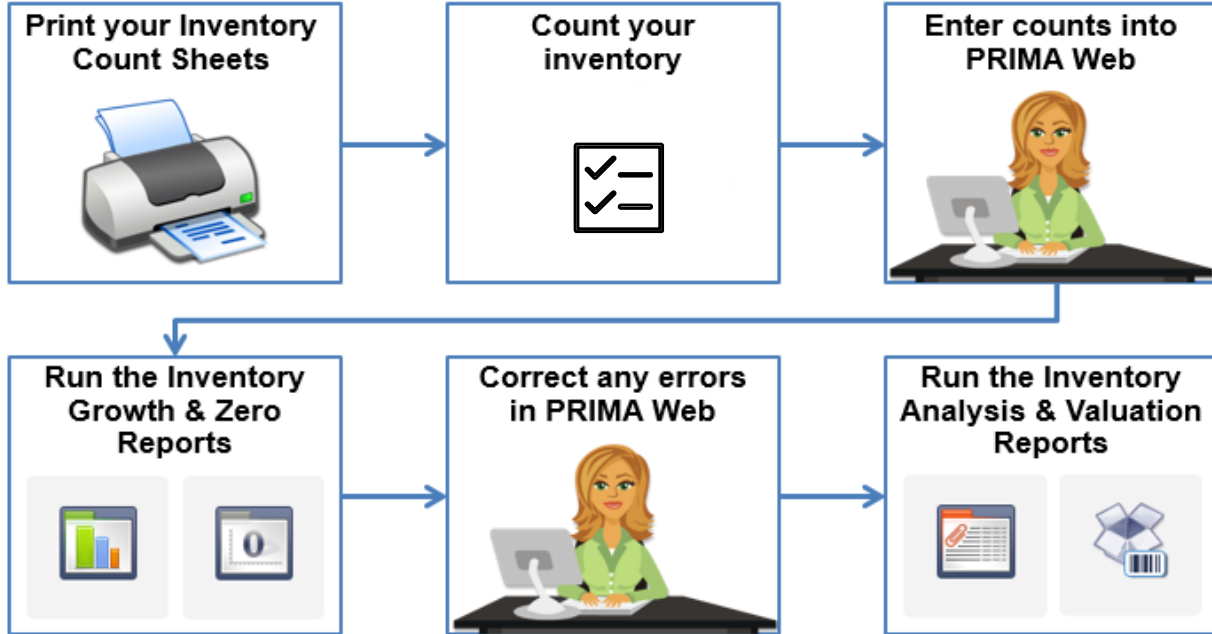 Print your Inventory
Count Sheets
Count your
inventory
Enter counts into
PRIMA Web
Run the Inventory
Growth & Zero
Reports
0
Correct any errors
in PRIMA Web
Run the Inventory
Analysis & Valuation
Reports